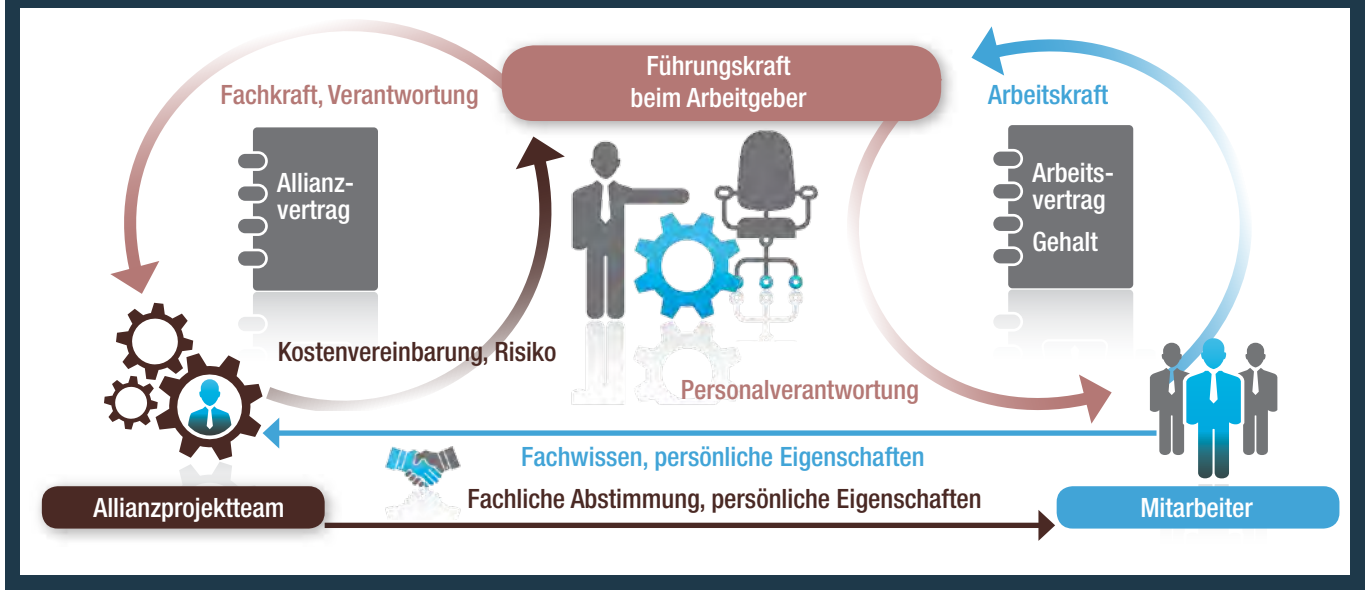 Führungskraft
beim Arbeitgeber
Fachkraft, Verantwortung
Arbeitskraft
Allianz-
vertrag
Arbeits-
vertrag
Gehalt
Kostenvereinbarung, Risiko
Personalverantwortung
Fachwissen, persönliche Eigenschaften
Fachliche Abstimmung, persönliche Eigenschaften
Allianzprojektteam
Mitarbeiter